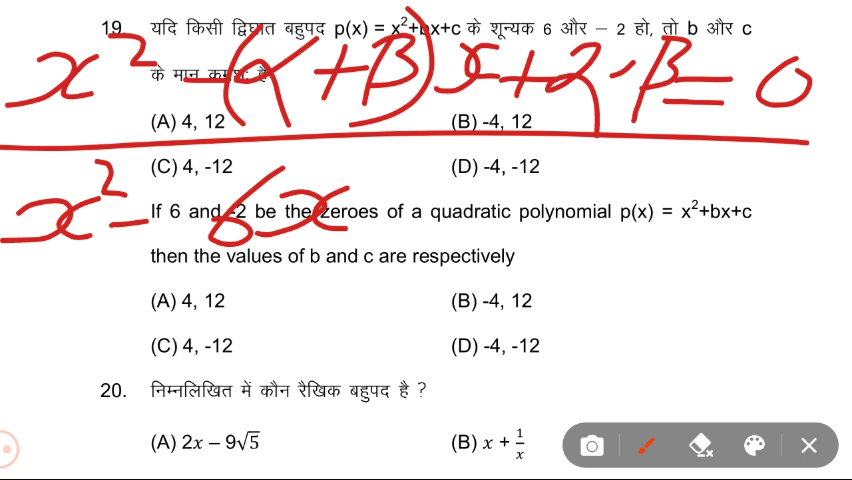 19. यदि किसी द्विघात बहुपद p(x) = x²+bx+c के शून्यक 6 और – 2 हो, तो b और c
के मान क्रमशः है
x² - (α + β)x + α · β = 0
(A) 4, 12 (B) -4, 12
(C) 4, -12 (D) -4, -12
x² - 6x
If 6 and -2 be the zeroes of a quadratic polynomial p(x) = x²+bx+c
then the values of b and c are respectively
(A) 4, 12 (B) -4, 12
(C) 4, -12 (D) -4, -12
20. निम्नलिखित में कौन रैखिक बहुपद है ?
(A) 2x – 9√5 (B) x + 1/x